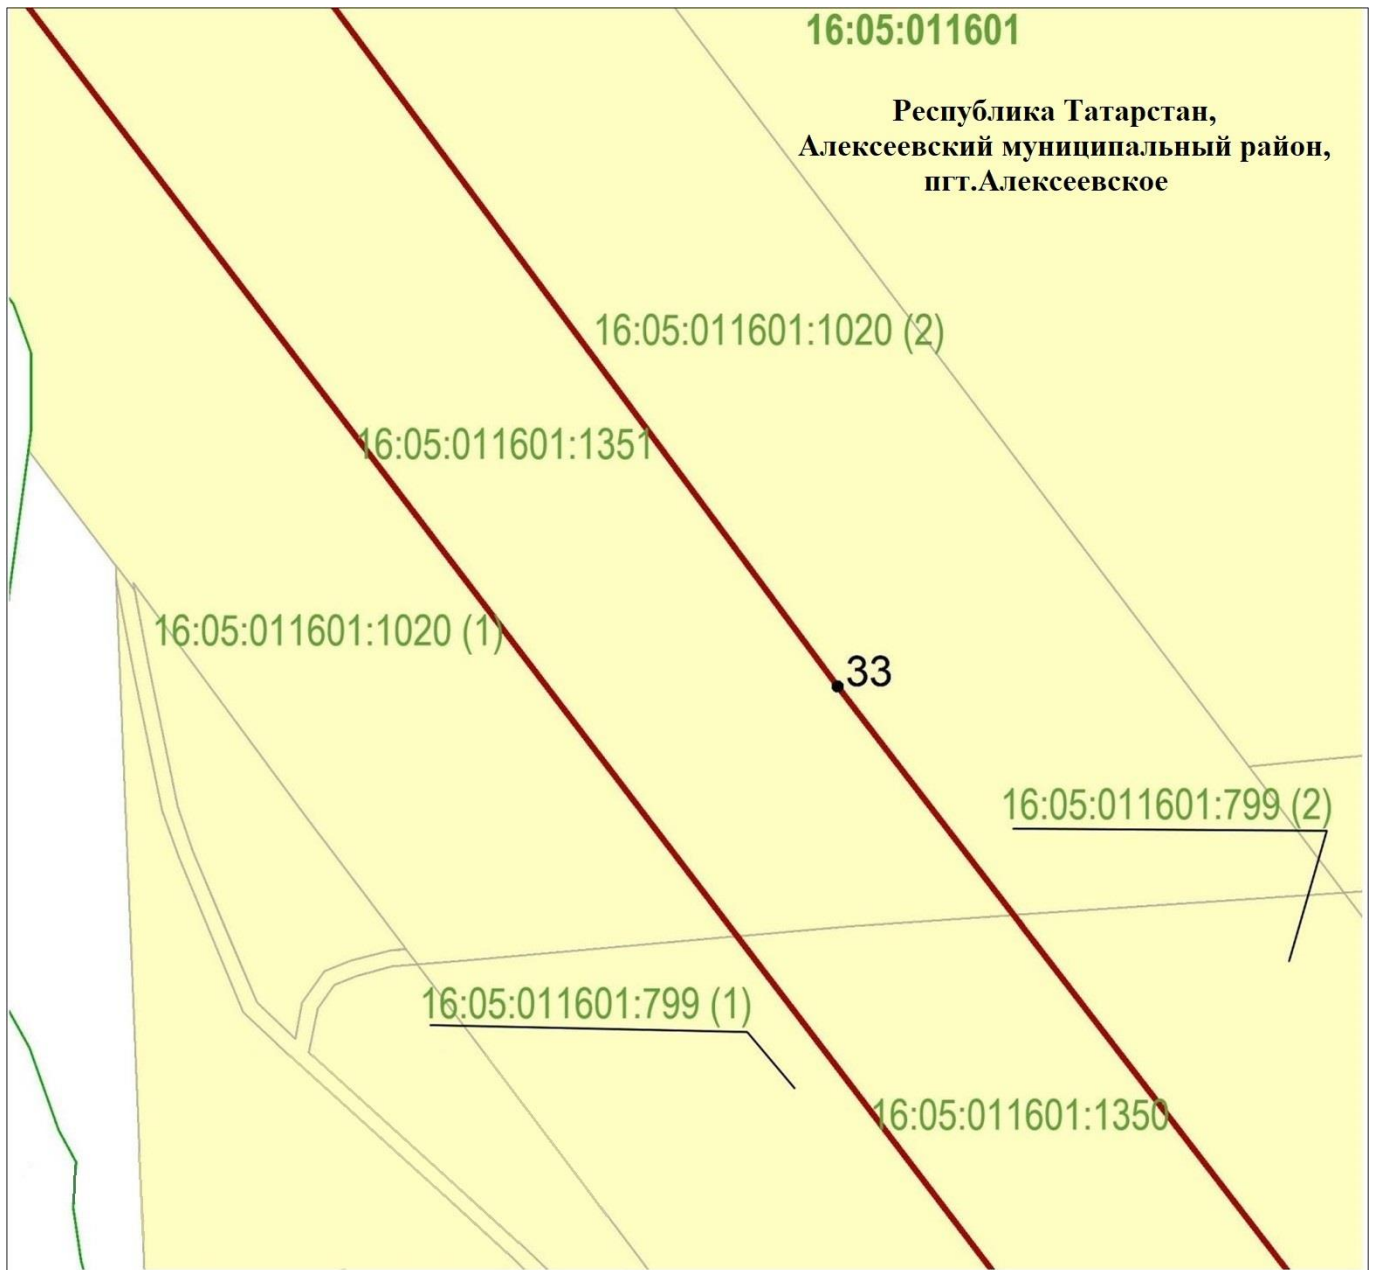 16:05:011601
Республика Татарстан,
Алексеевский муниципальный район,
пгт.Алексеевское
16:05:011601:1020 (2)
16:05:011601:1351
16:05:011601:1020 (1)
33
16:05:011601:799 (2)
16:05:011601:799 (1)
16:05:011601:1350